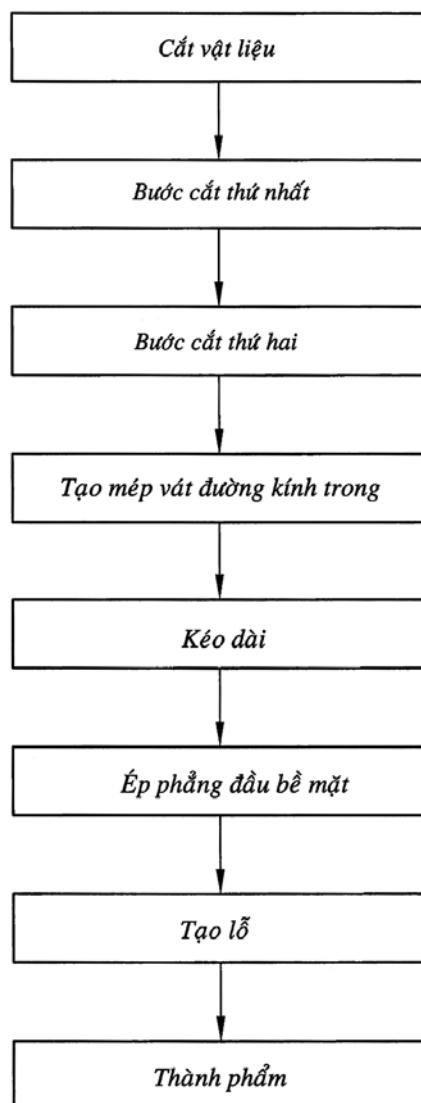 Cắt vật liệu
Bước cắt thứ nhất
Bước cắt thứ hai
Tạo mép vát đường kính trong
Kéo dài
Ép phẳng đầu bề mặt
Tạo lỗ
Thành phẩm